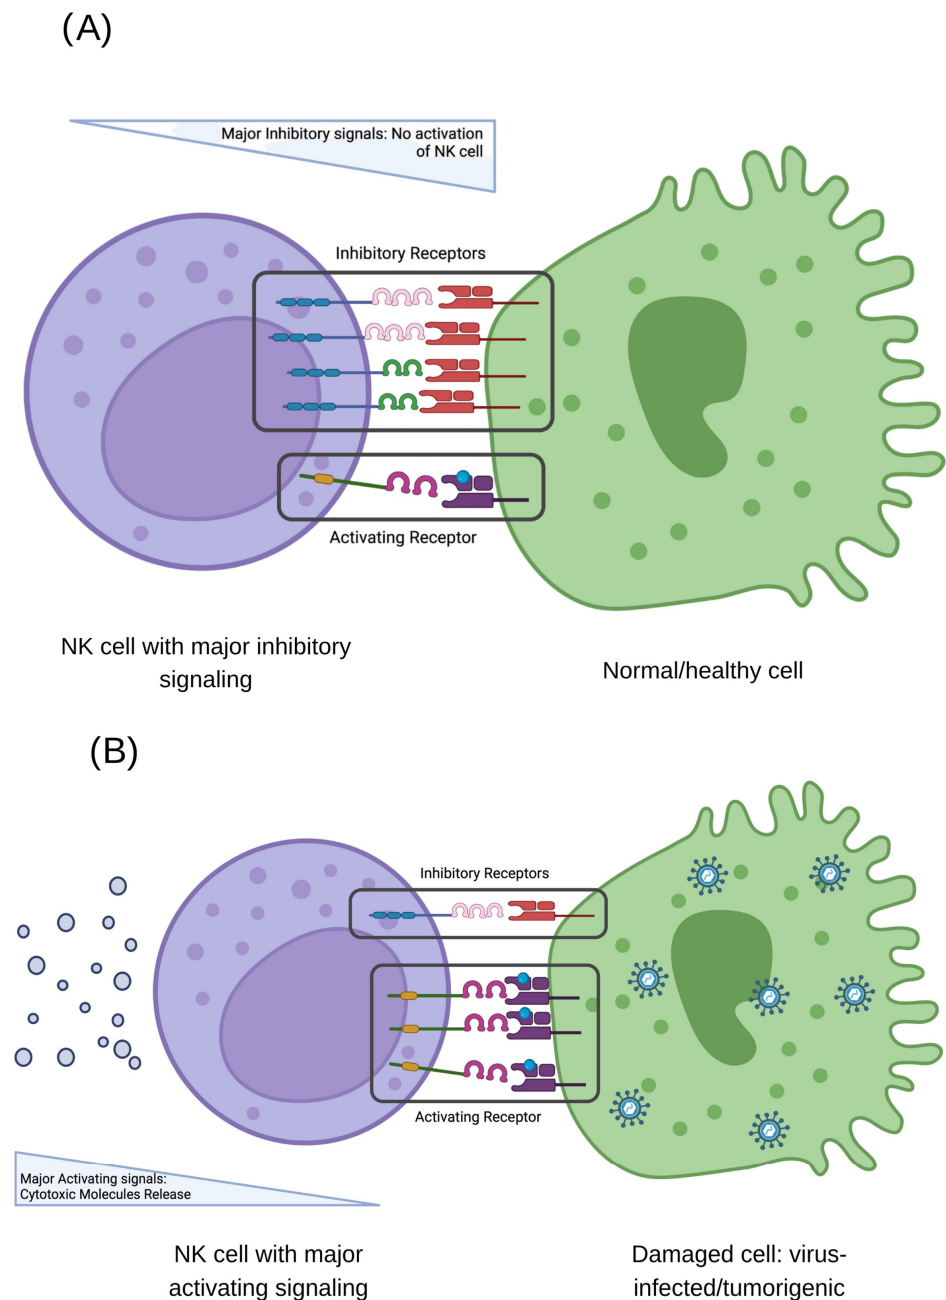 (A)
Major Inhibitory signals: No activation
of NK cell
Inhibitory Receptors
Activating Receptor
NK cell with major inhibitory
signaling
Normal/healthy cell
(B)
Inhibitory Receptors
Activating Receptor
Major Activating signals:
Cytotoxic Molecules Release
NK cell with major
activating signaling
Damaged cell: virus-
infected/tumorigenic